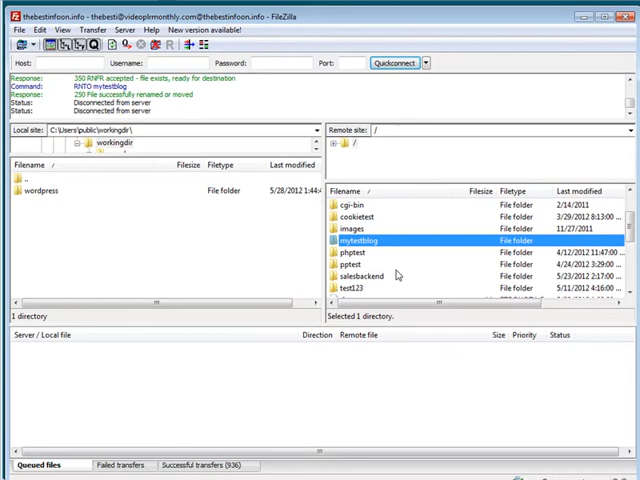 thebestinfoon.info - thebesti@videoplrmonthly.com@thebestinfoon.info - FileZilla
File Edit View Transfer Server Help New version available!
Host: Username: Password: Port: Quickconnect
Response: 350 RNFR accepted - file exists, ready for destination
Command: RNTO mytestblog
Response: 250 File successfully renamed or moved
Status: Disconnected from server
Status: Disconnected from server
Local site: C:\Users\public\workingdir\
workingdir
Filename Filesize Filetype Last modified
..
wordpress File folder 5/28/2012 1:44:4
1 directory
Remote site: /
/
Filename / Filesize Filetype Last modified
cgi-bin File folder 2/14/2011
cookietest File folder 3/29/2012 8:13:00 ...
images File folder 11/27/2011
mytestblog File folder
phptest File folder 4/12/2012 11:47:00 ...
pptest File folder 4/24/2012 3:29:00 ...
salesbackend File folder 5/23/2012 2:17:00 ...
test123 File folder 5/11/2012 4:16:00 ...
Selected 1 directory.
Server / Local file Direction Remote file Size Priority Status
Queued files Failed transfers Successful transfers (936)